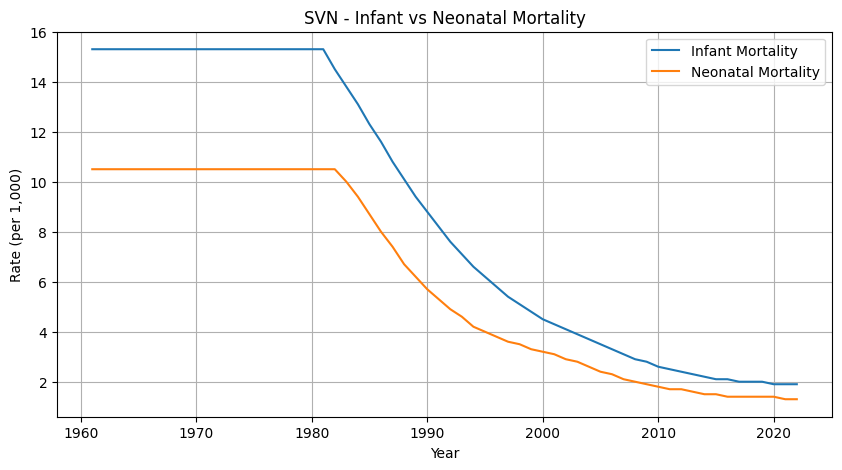 SVN - Infant vs Neonatal Mortality
Infant Mortality
Neonatal Mortality
Rate (per 1,000)
16
14
12
10
8
6
4
2
1960 1970 1980 1990 2000 2010 2020
Year